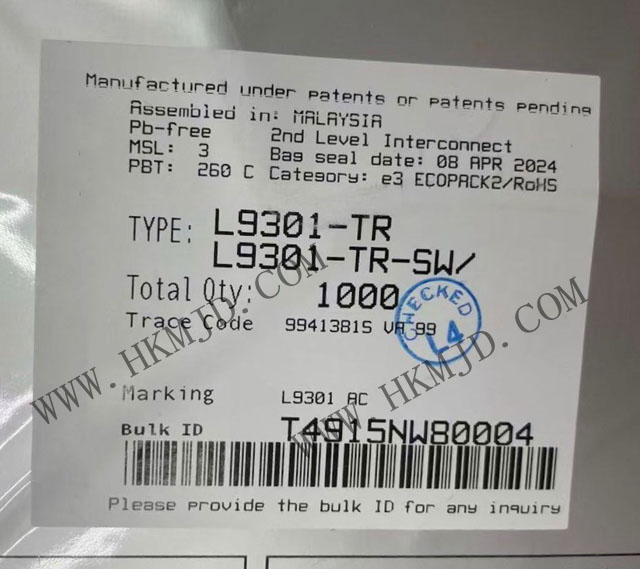 Manufactured under patents or patents pending
Assembled in: MALAYSIA
Pb-free 2nd Level Interconnect
MSL: 3 Bag seal date: 08 APR 2024
PBT: 260 C Category: e3 ECOPACK2/RoHS
TYPE: L9301-TR
L9301-TR-SW/
Total Qty: 1000
Trace Code 99413815 VA 99
CHECKED
L4
Marking L9301 AC
Bulk ID T4915NW80004
Please provide the bulk ID for any inquiry
WWW.HKMJD.COM
WWW.HKMJD.COM